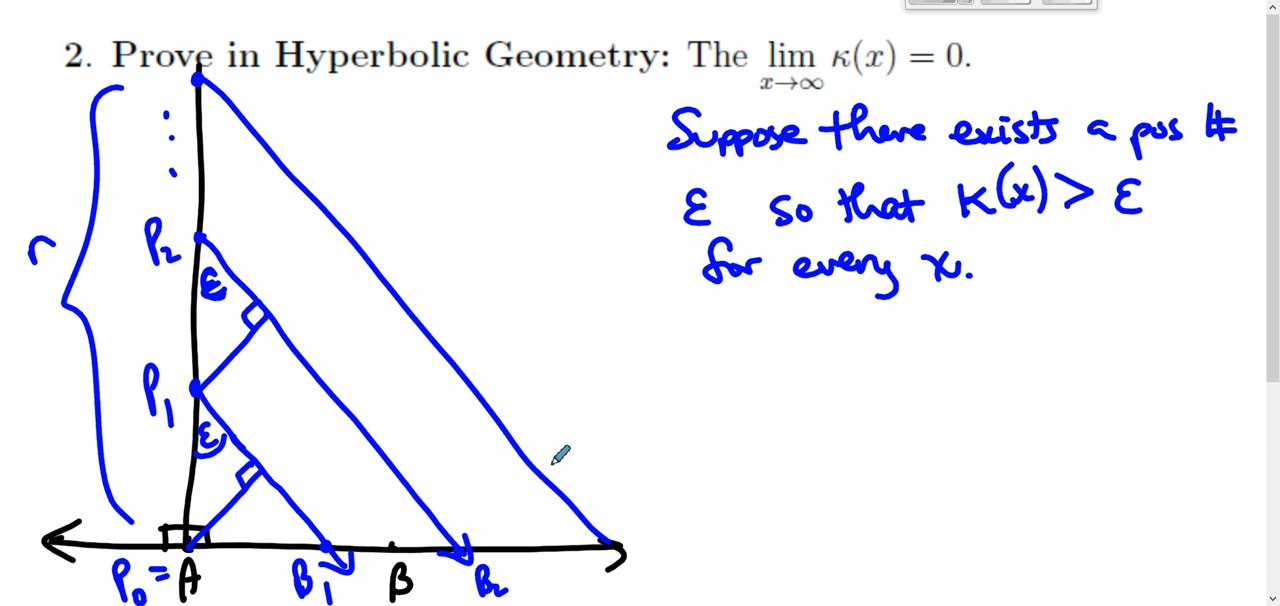 2. Prove in Hyperbolic Geometry: The lim κ(x) = 0.
x→∞
Suppose there exists a pos #
ε so that κ(x) > ε
for every x.
r
P₂
ε
P₁
ε
P₀ = A B₁ B B₂